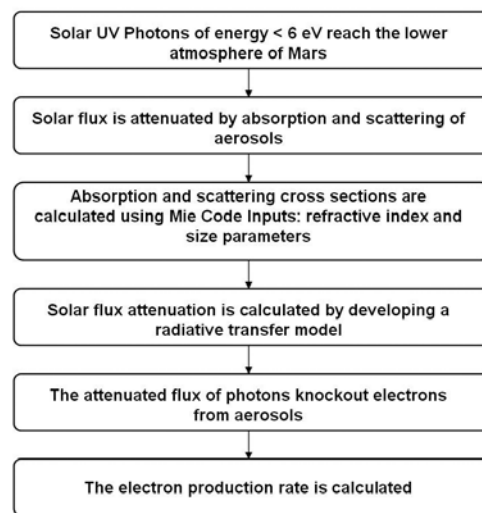 Solar UV Photons of energy < 6 eV reach the lower
atmosphere of Mars
Solar flux is attenuated by absorption and scattering of
aerosols
Absorption and scattering cross sections are
calculated using Mie Code Inputs: refractive index and
size parameters
Solar flux attenuation is calculated by developing a
radiative transfer model
The attenuated flux of photons knockout electrons
from aerosols
The electron production rate is calculated